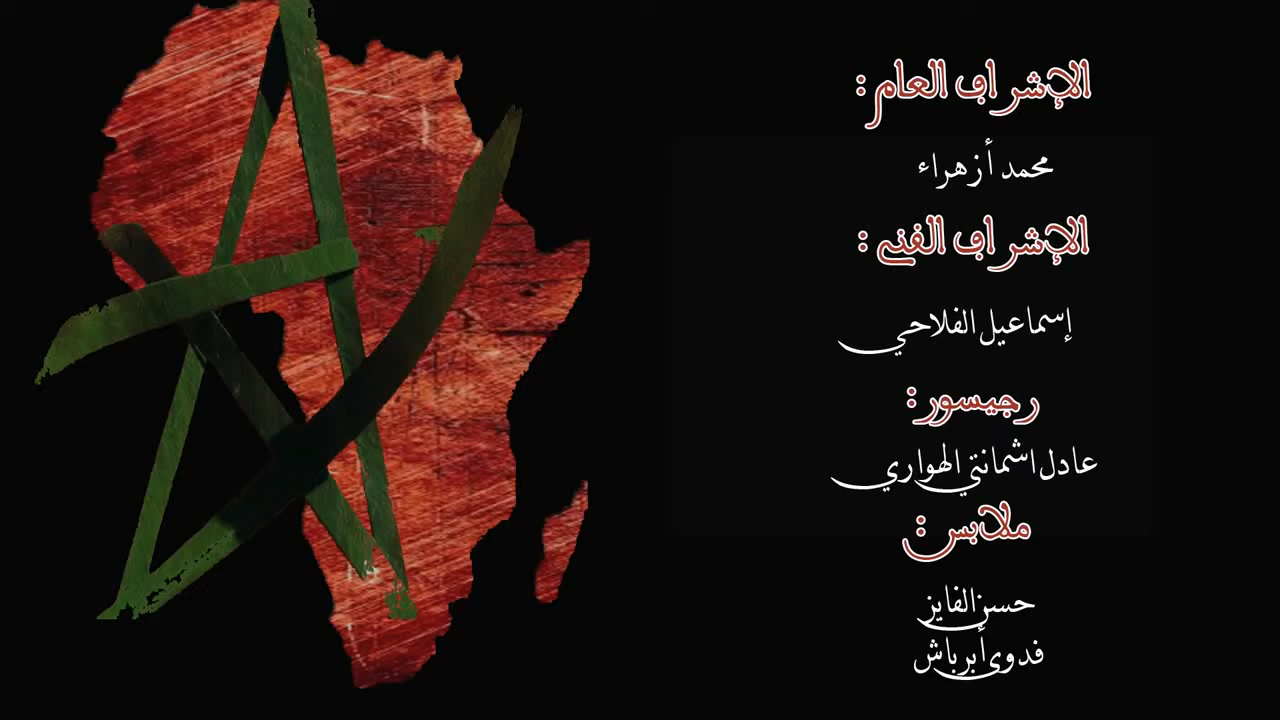 الإشراف العام :
محمد أزهراء
الإشراف الفني :
إسماعيل الفلاحي
رجيسور :
عادل اشمانتي الهواري
ملابس :
حسن الفايز
فدوى أبرباش